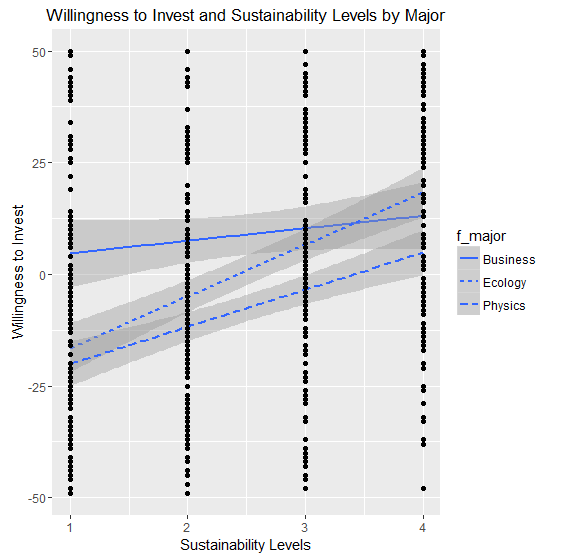 Willingness to Invest and Sustainability Levels by Major
Willingness to Invest
50
25
0
-25
-50
1 2 3 4
Sustainability Levels
f_major
Business
Ecology
Physics